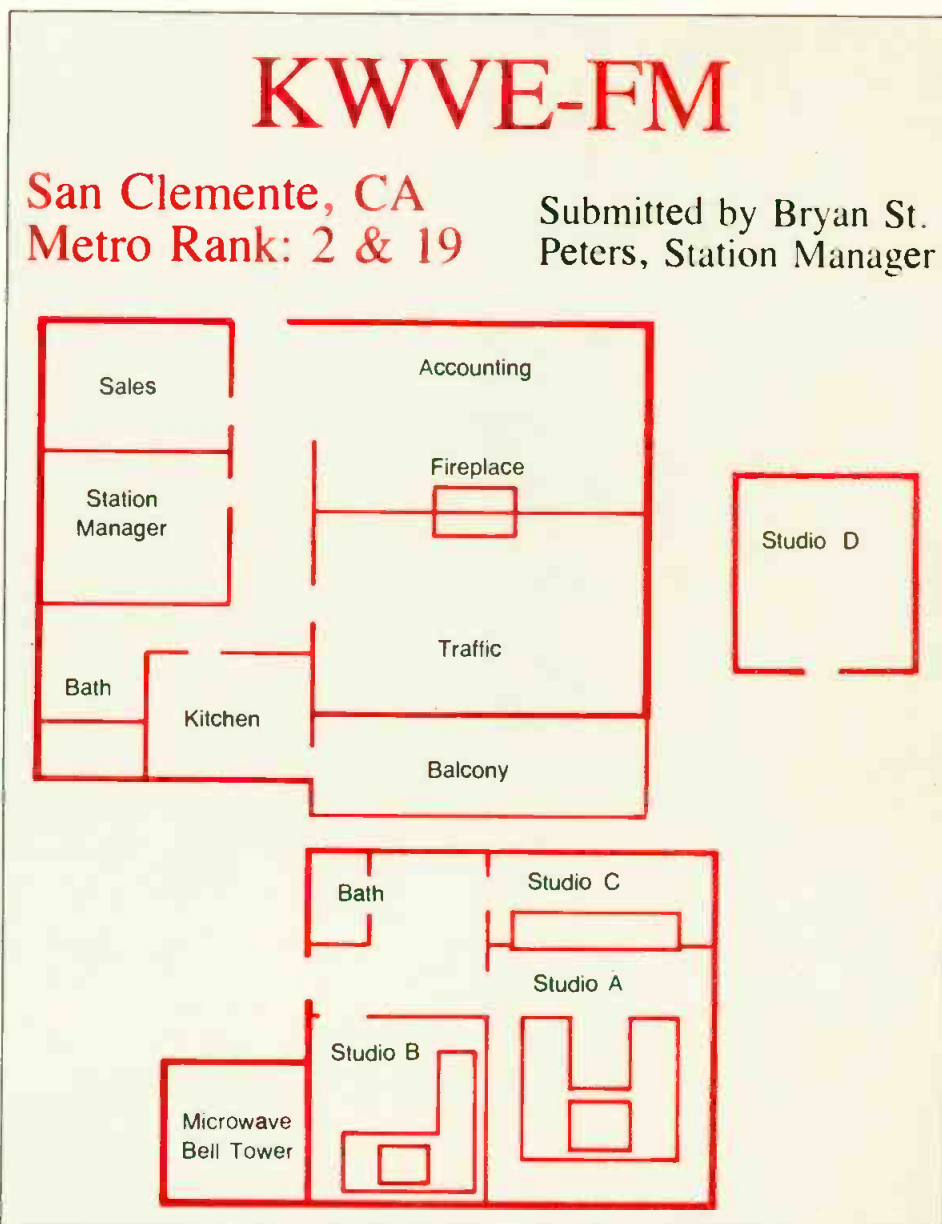 KWVE-FM
San Clemente, CA
Metro Rank: 2 & 19
Submitted by Bryan St.
Peters, Station Manager
Sales
Accounting
Station
Manager
Fireplace
Studio D
Traffic
Bath
Kitchen
Balcony
Bath
Studio C
Studio A
Studio B
Microwave
Bell Tower